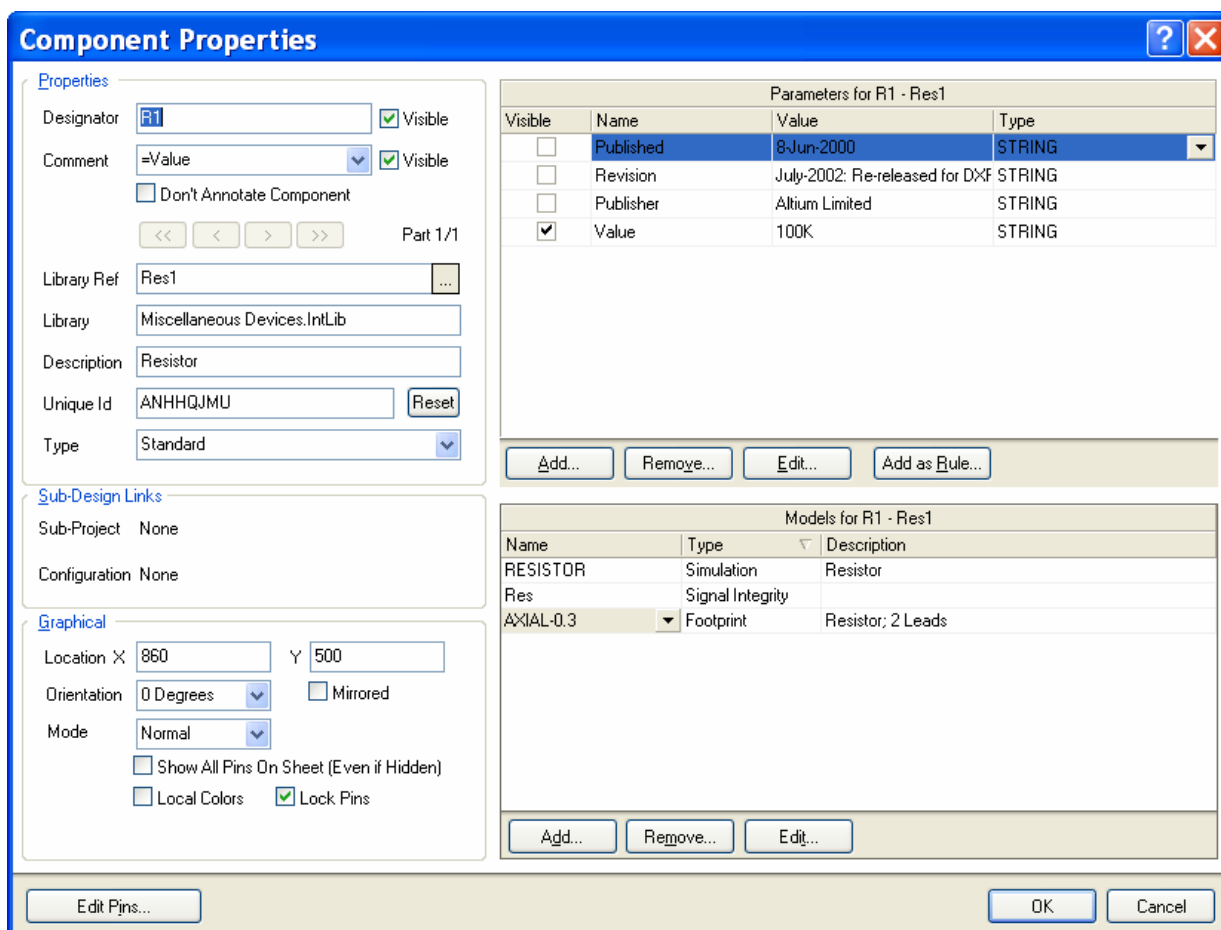 Component Properties
Properties
Designator R1 Visible
Comment =Value Visible
Don't Annotate Component
<< < > >> Part 1/1
Library Ref Res1 ...
Library Miscellaneous Devices.IntLib
Description Resistor
Unique Id ANHHQJMU Reset
Type Standard
Sub-Design Links
Sub-Project None
Configuration None
Graphical
Location X 860 Y 500
Orientation 0 Degrees Mirrored
Mode Normal
Show All Pins On Sheet (Even if Hidden)
Local Colors Lock Pins
Parameters for R1 - Res1
Visible Name Value Type
Published 8-Jun-2000 STRING
Revision July-2002: Re-released for DXP STRING
Publisher Altium Limited STRING
Value 100K STRING
Add... Remove... Edit... Add as Rule...
Models for R1 - Res1
Name Type Description
RESISTOR Simulation Resistor
Res Signal Integrity
AXIAL-0.3 Footprint Resistor; 2 Leads
Add... Remove... Edit...
Edit Pins... OK Cancel